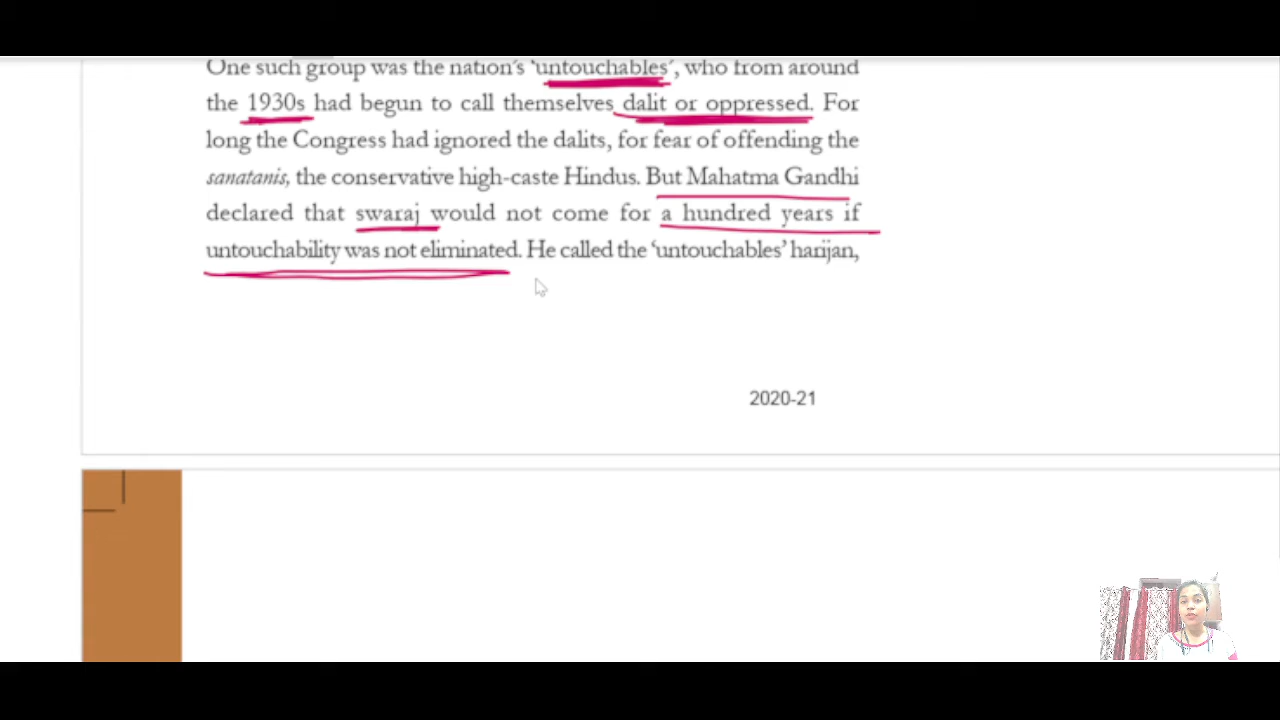 One such group was the nation's 'untouchables', who from around
the 1930s had begun to call themselves dalit or oppressed. For
long the Congress had ignored the dalits, for fear of offending the
sanatanis, the conservative high-caste Hindus. But Mahatma Gandhi
declared that swaraj would not come for a hundred years if
untouchability was not eliminated. He called the 'untouchables' harijan,
2020-21